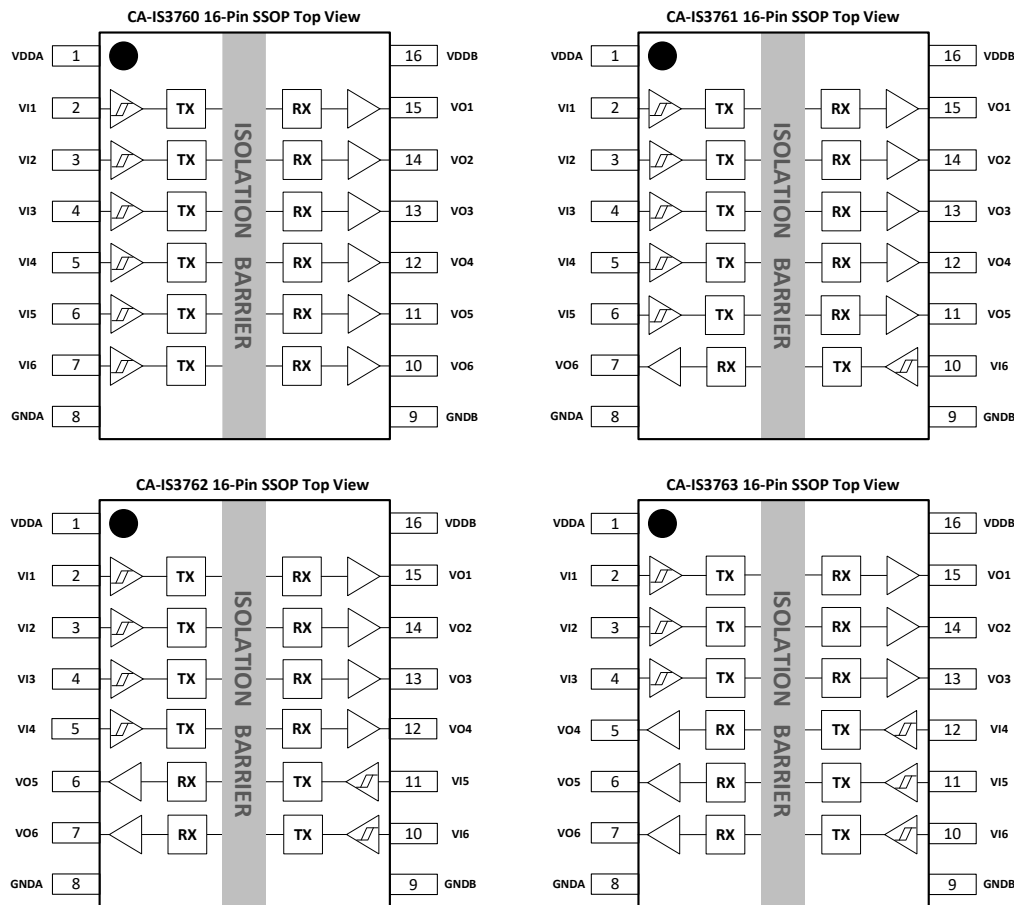 CA-IS3760 16-Pin SSOP Top View
VDDA 1 16 VDDB
VI1 2 TX RX 15 VO1
VI2 3 TX RX 14 VO2
VI3 4 TX RX 13 VO3
VI4 5 TX RX 12 VO4
VI5 6 TX RX 11 VO5
VI6 7 TX RX 10 VO6
GNDA 8 9 GNDB
ISOLATION BARRIER
CA-IS3761 16-Pin SSOP Top View
VDDA 1 16 VDDB
VI1 2 TX RX 15 VO1
VI2 3 TX RX 14 VO2
VI3 4 TX RX 13 VO3
VI4 5 TX RX 12 VO4
VI5 6 TX RX 11 VO5
VO6 7 RX TX 10 VI6
GNDA 8 9 GNDB
ISOLATION BARRIER
CA-IS3762 16-Pin SSOP Top View
VDDA 1 16 VDDB
VI1 2 TX RX 15 VO1
VI2 3 TX RX 14 VO2
VI3 4 TX RX 13 VO3
VI4 5 TX RX 12 VO4
VO5 6 RX TX 11 VI5
VO6 7 RX TX 10 VI6
GNDA 8 9 GNDB
ISOLATION BARRIER
CA-IS3763 16-Pin SSOP Top View
VDDA 1 16 VDDB
VI1 2 TX RX 15 VO1
VI2 3 TX RX 14 VO2
VI3 4 TX RX 13 VO3
VO4 5 RX TX 12 VI4
VO5 6 RX TX 11 VI5
VO6 7 RX TX 10 VI6
GNDA 8 9 GNDB
ISOLATION BARRIER